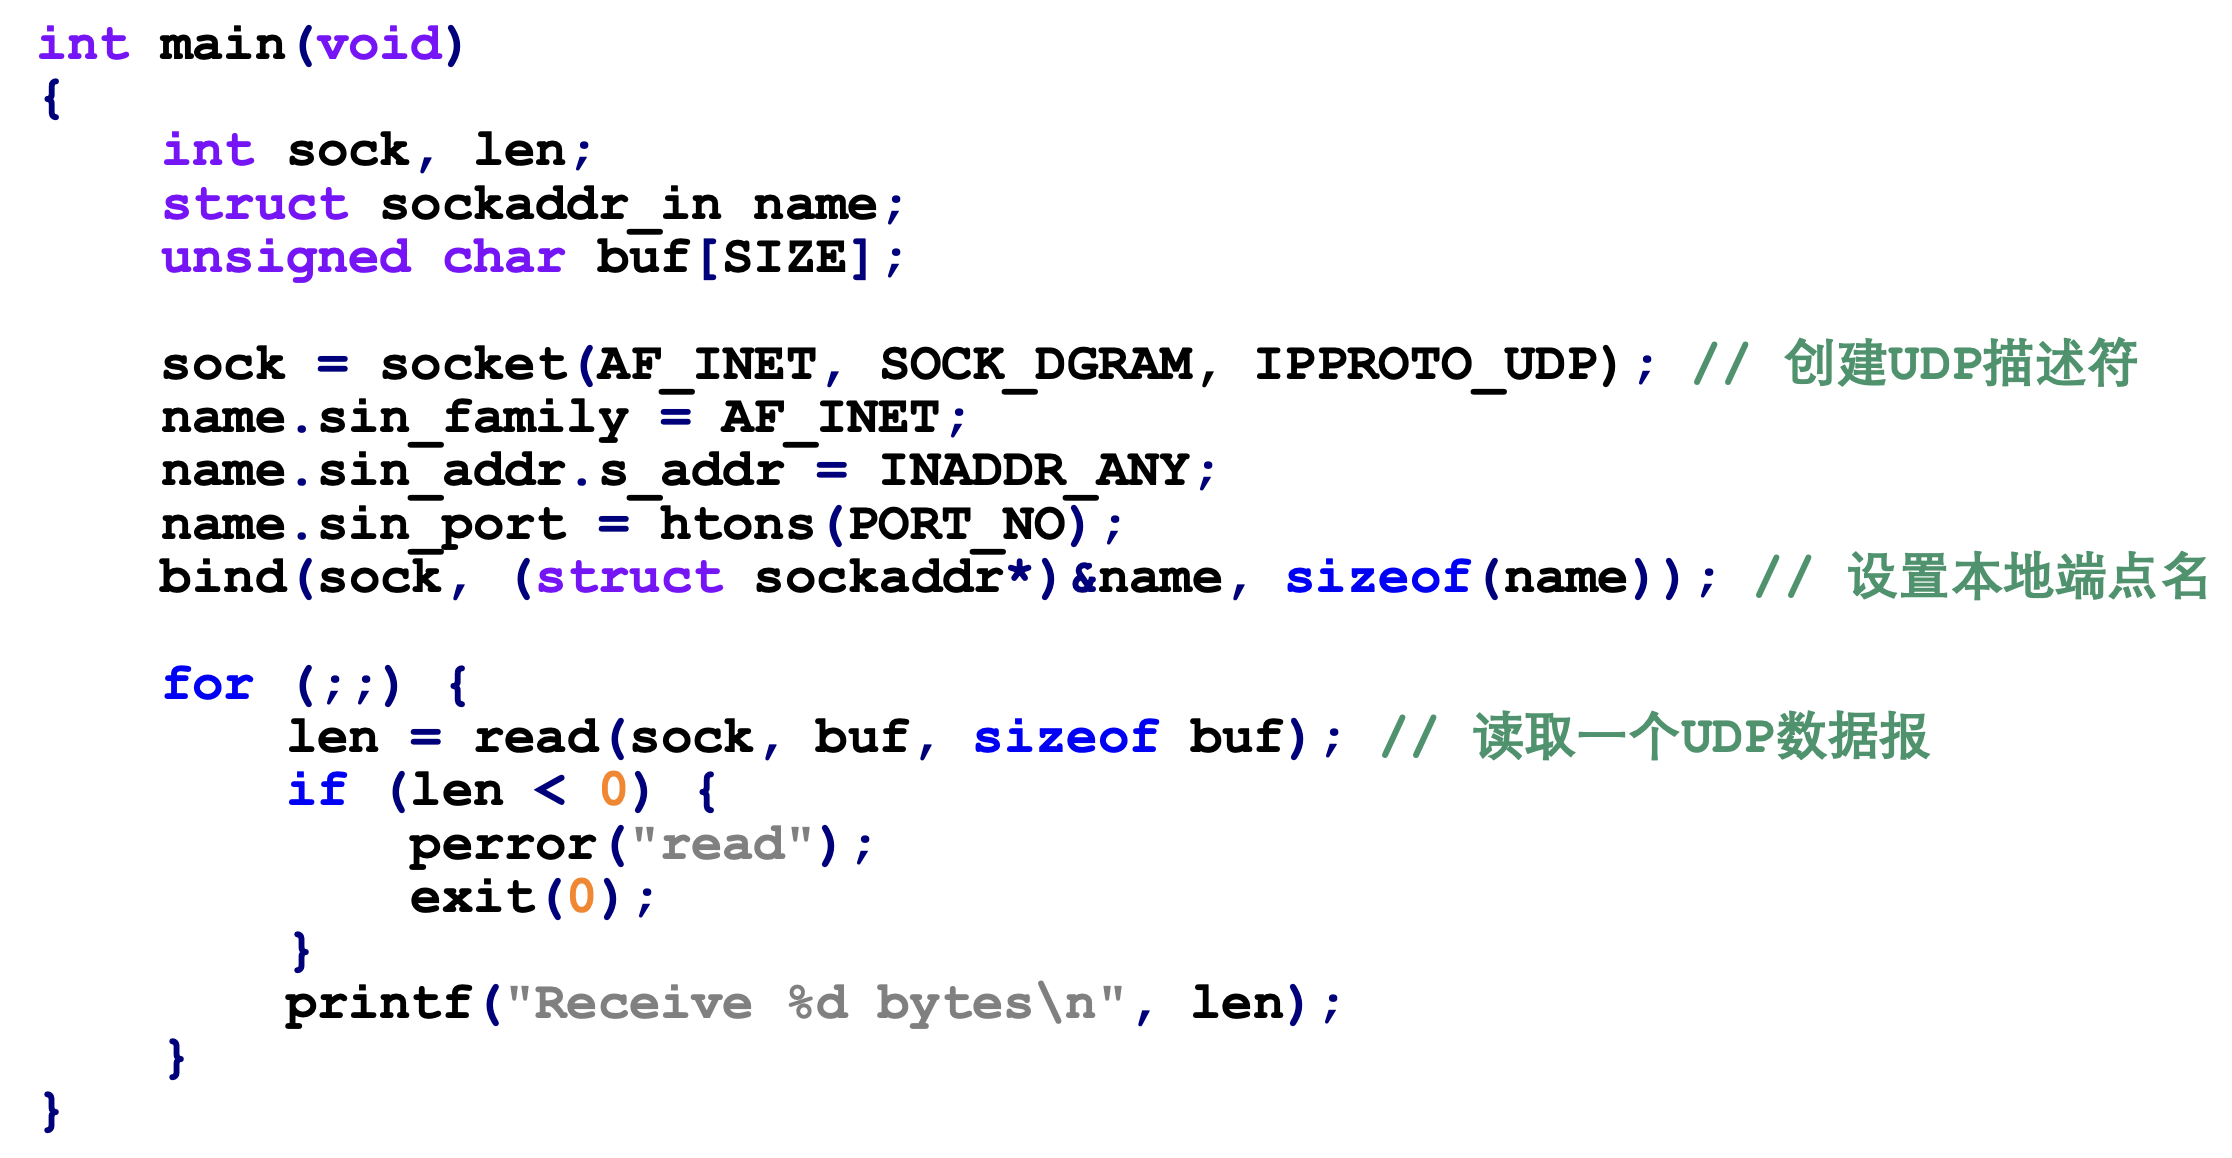 int main(void)
{
    int sock, len;
    struct sockaddr_in name;
    unsigned char buf[SIZE];

    sock = socket(AF_INET, SOCK_DGRAM, IPPROTO_UDP); // 创建UDP描述符
    name.sin_family = AF_INET;
    name.sin_addr.s_addr = INADDR_ANY;
    name.sin_port = htons(PORT_NO);
    bind(sock, (struct sockaddr*)&name, sizeof(name)); // 设置本地端点名

    for (;;) {
        len = read(sock, buf, sizeof buf); // 读取一个UDP数据报
        if (len < 0) {
            perror("read");
            exit(0);
        }
        printf("Receive %d bytes\n", len);
    }
}